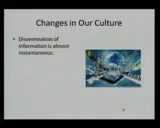 Changes in Our Culture
• Dissemination of
information is almost
instantaneous.